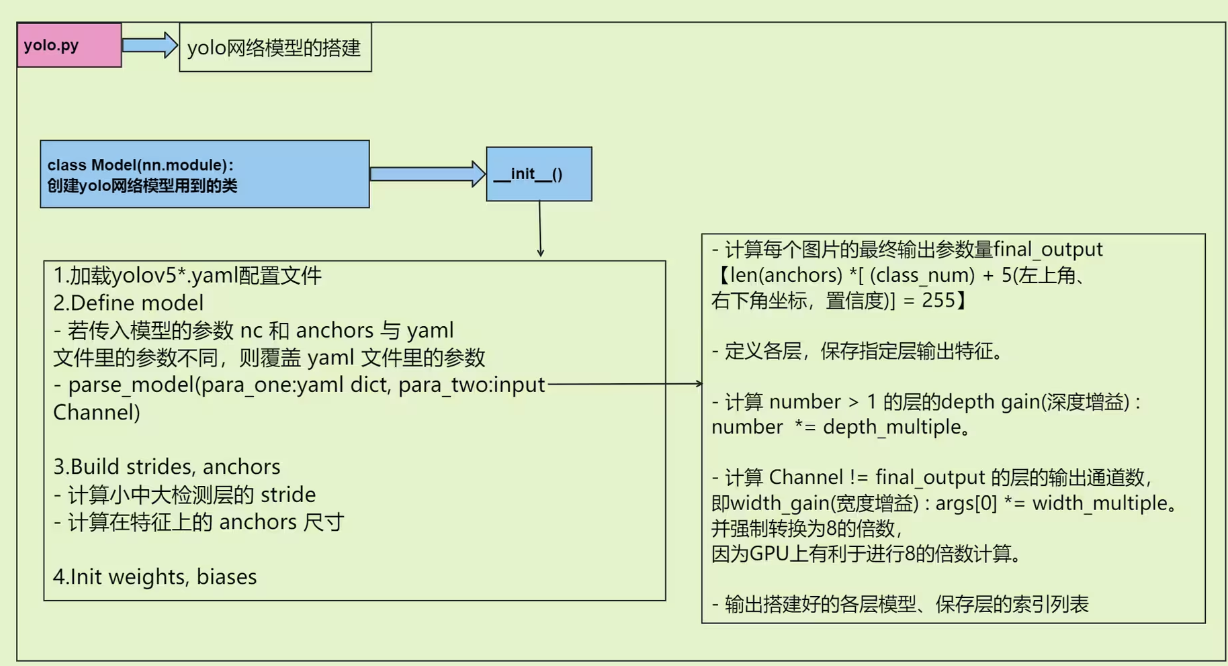 yolo.py
yolo网络模型的搭建
class Model(nn.module):
创建yolo网络模型用到的类
__init__()
1.加载yolov5*.yaml配置文件
2.Define model
- 若传入模型的参数 nc 和 anchors 与 yaml
文件里的参数不同，则覆盖 yaml 文件里的参数
- parse_model(para_one:yaml dict, para_two:input
Channel)
3.Build strides, anchors
- 计算小中大检测层的 stride
- 计算在特征上的 anchors 尺寸
4.Init weights, biases
- 计算每个图片的最终输出参数量final_output
【len(anchors) *[ (class_num) + 5(左上角、
右下角坐标，置信度)] = 255】
- 定义各层，保存指定层输出特征。
- 计算 number > 1 的层的depth gain(深度增益) :
number *= depth_multiple。
- 计算 Channel != final_output 的层的输出通道数，
即width_gain(宽度增益) : args[0] *= width_multiple。
并强制转换为8的倍数，
因为GPU上有利于进行8的倍数计算。
- 输出搭建好的各层模型、保存层的索引列表